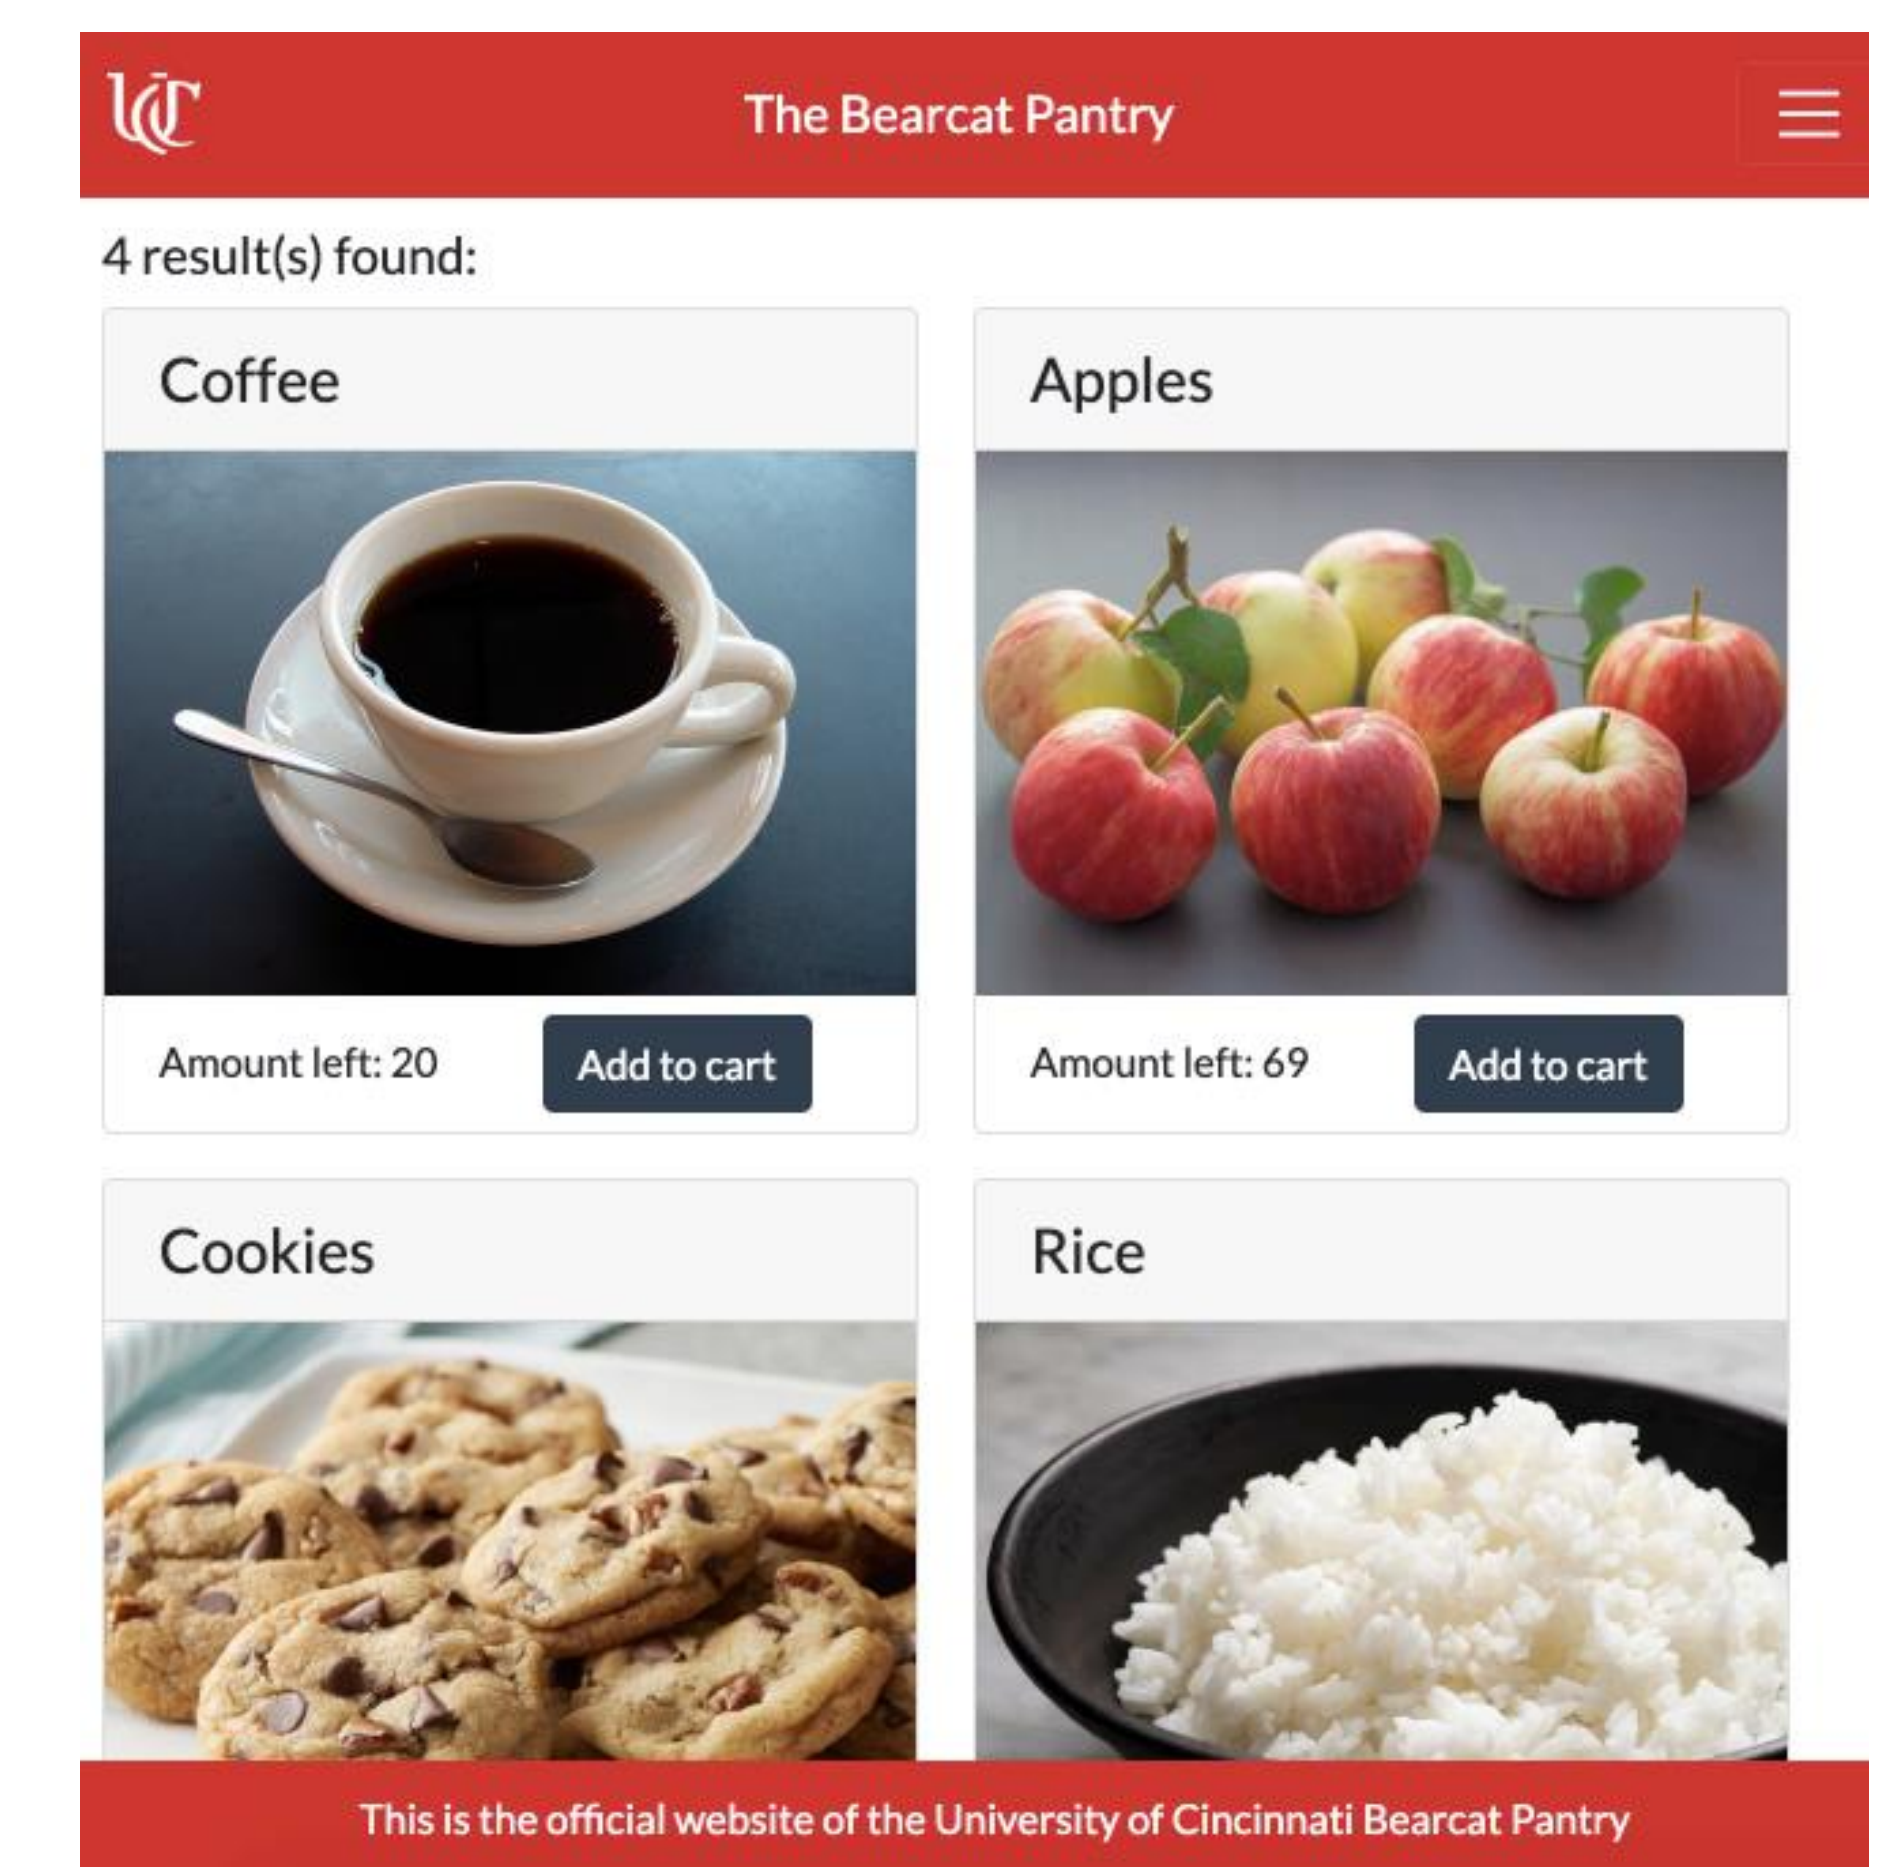 UC
The Bearcat Pantry
4 result(s) found:
Coffee
Apples
Amount left: 20
Add to cart
Amount left: 69
Add to cart
Cookies
Rice
This is the official website of the University of Cincinnati Bearcat Pantry